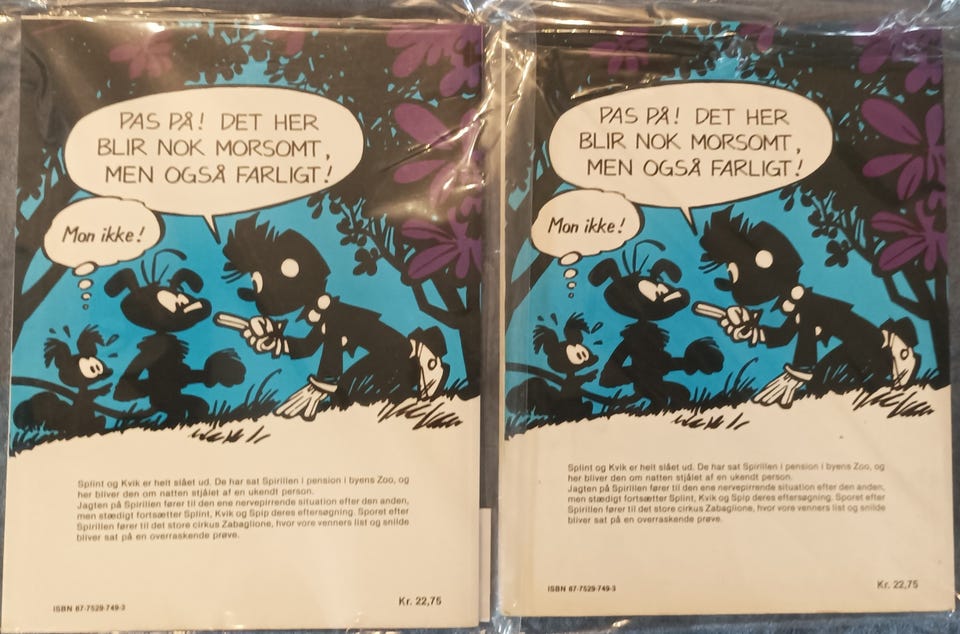 PAS PÅ! DET HER
BLIR NOK MORSOMT,
MEN OGSÅ FARLIGT!
Mon ikke!
Splint og Kvik er helt slået ud. De har sat Spirillen i pension i byens Zoo, og
her bliver den om natten stjålet af en ukendt person.
Jagten på Spirillen fører til den ene nervepirrende situation efter den anden,
men stædigt fortsætter Splint, Kvik og Spip deres eftersøgning. Sporet efter
Spirillen fører til det store cirkus Zabaglione, hvor vore venners list og snilde
bliver sat på en overraskende prøve.
ISBN 87-7529-749-3
Kr. 22,75
PAS PÅ! DET HER
BLIR NOK MORSOMT,
MEN OGSÅ FARLIGT!
Mon ikke!
Splint og Kvik er helt slået ud. De har sat Spirillen i pension i byens Zoo, og
her bliver den om natten stjålet af en ukendt person.
Jagten på Spirillen fører til den ene nervepirrende situation efter den anden,
men stædigt fortsætter Splint, Kvik og Spip deres eftersøgning. Sporet efter
Spirillen fører til det store cirkus Zabaglione, hvor vore venners list og snilde
bliver sat på en overraskende prøve.
ISBN 87-7529-749-3
Kr. 22,75